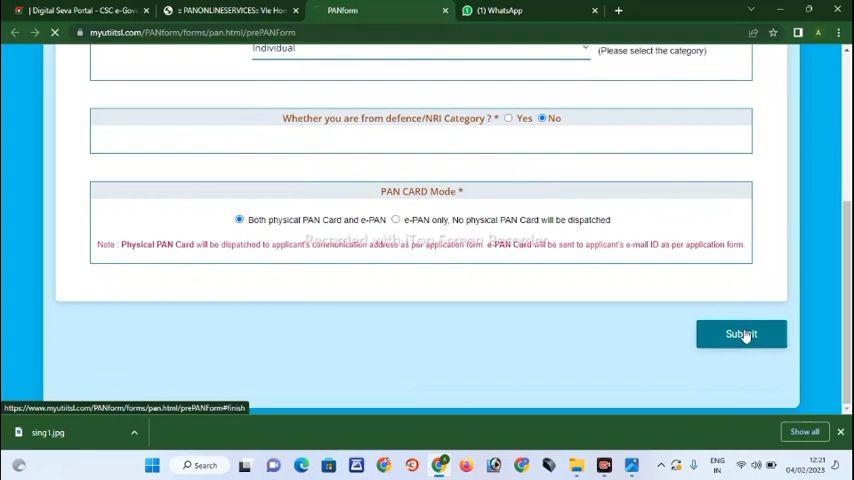 | Digital Seva Portal - CSC e-Gov
:: PANONLINESERVICES:: Vle Hom
PANform
(1) WhatsApp
myutiitsl.com/PANform/forms/pan.html/prePANForm
Individual
(Please select the category)
Whether you are from defence/NRI Category ? * Yes No
PAN CARD Mode *
Both physical PAN Card and e-PAN e-PAN only, No physical PAN Card will be dispatched
Recorded with iTop Screen Recorder
Note : Physical PAN Card will be dispatched to applicant's communication address as per application form. e-PAN Card will be sent to applicant's e-mail ID as per application form.
Submit
https://www.myutiitsl.com/PANform/forms/pan.html/prePANForm#finish
sing1.jpg
Show all
Search
ENG
IN
12:21
04/02/2023